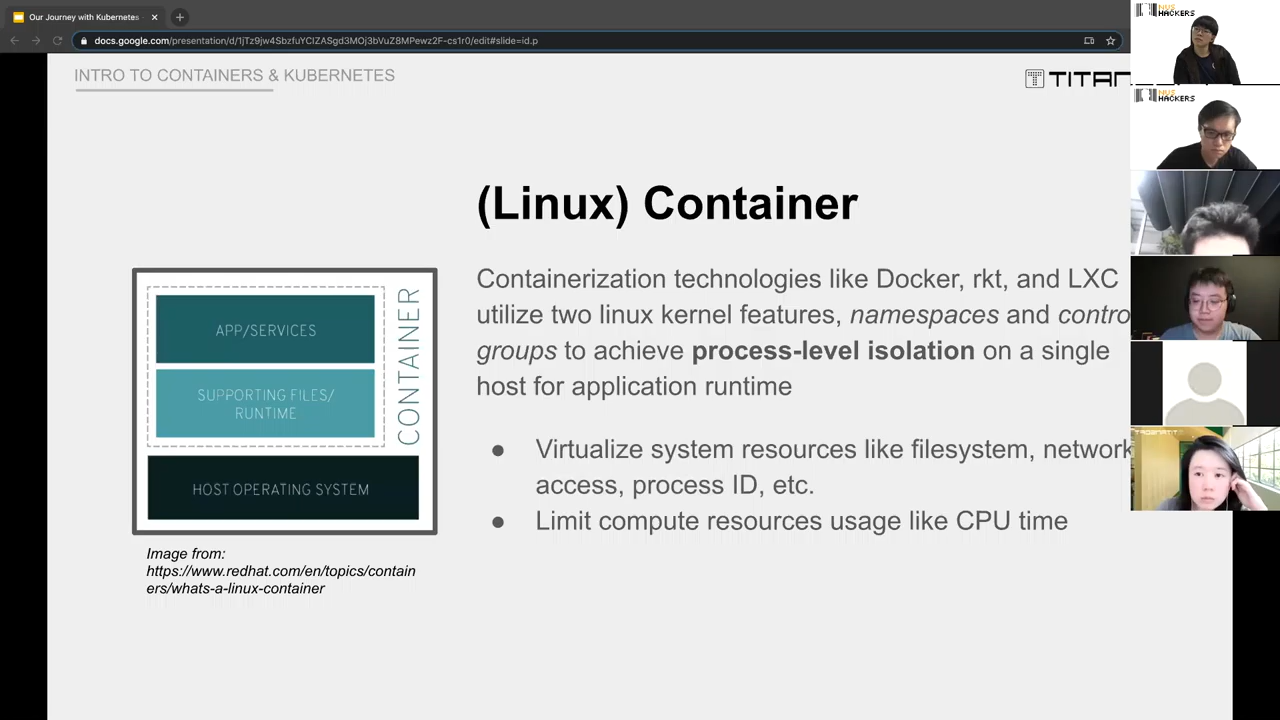 Our Journey with Kubernetes
docs.google.com/presentation/d/1jTz9jw4SbzfuYCIZASgd3MOj3bVuZ8MPewz2F-cs1r0/edit#slide=id.p
INTRO TO CONTAINERS & KUBERNETES
TITAN
NUS
HACKERS
NUS
HACKERS
(Linux) Container
Containerization technologies like Docker, rkt, and LXC
utilize two linux kernel features, namespaces and contro
groups to achieve process-level isolation on a single
host for application runtime
● Virtualize system resources like filesystem, network
access, process ID, etc.
● Limit compute resources usage like CPU time
APP/SERVICES
SUPPORTING FILES/
RUNTIME
CONTAINER
HOST OPERATING SYSTEM
Image from:
https://www.redhat.com/en/topics/contain
ers/whats-a-linux-container